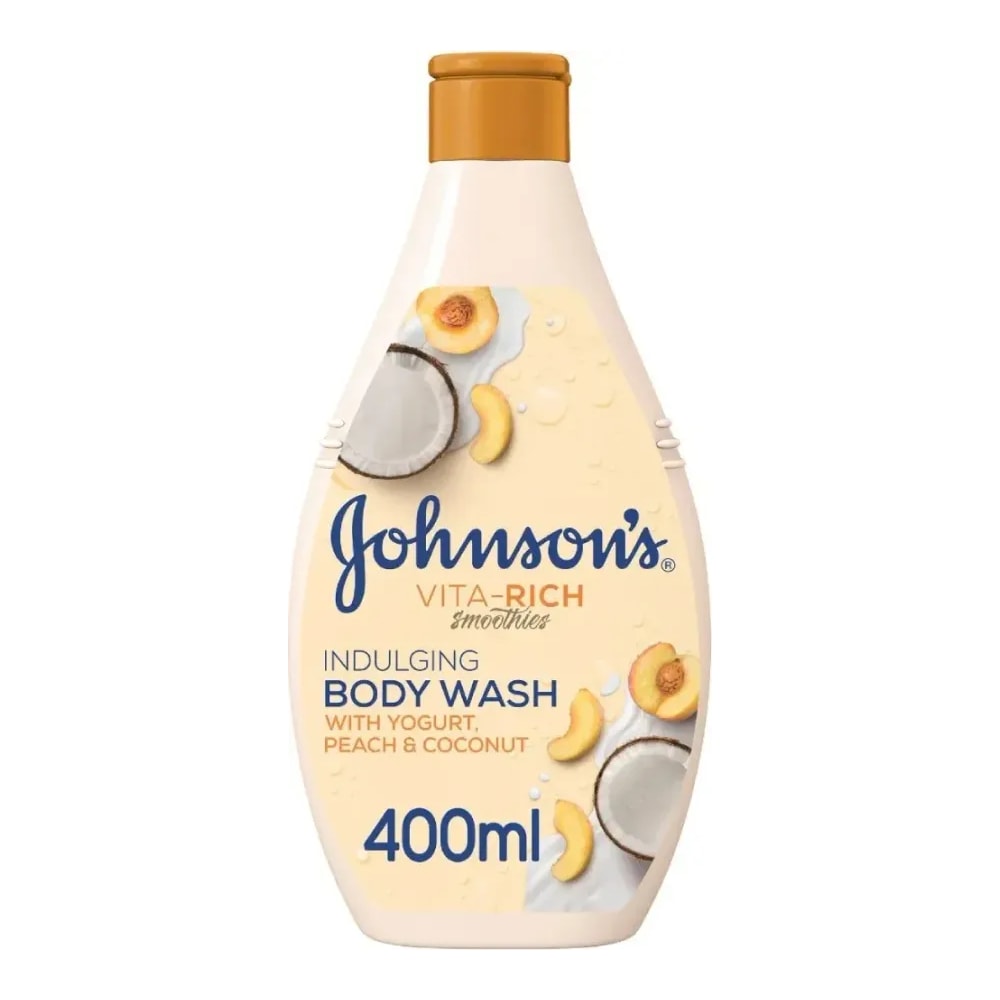 Johnson's®
VITA-RICH
smoothies
INDULGING
BODY WASH
WITH YOGURT,
PEACH & COCONUT
400ml